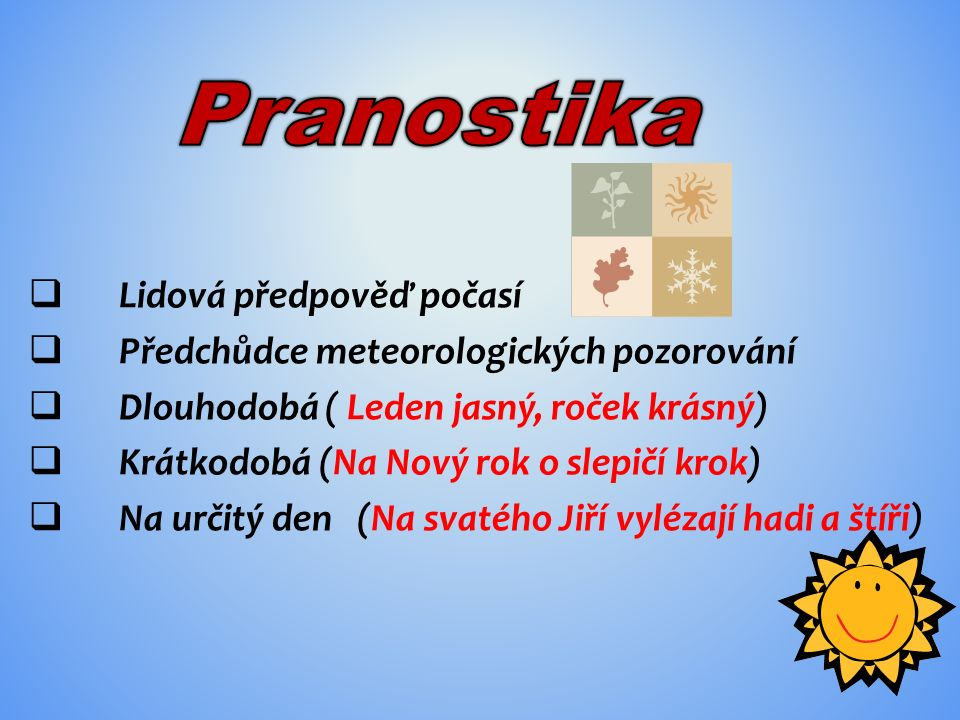 Pranostika
Lidová předpověď počasí
Předchůdce meteorologických pozorování
Dlouhodobá ( Leden jasný, roček krásný)
Krátkodobá (Na Nový rok o slepičí krok)
Na určitý den (Na svatého Jiří vylézají hadi a štíři)